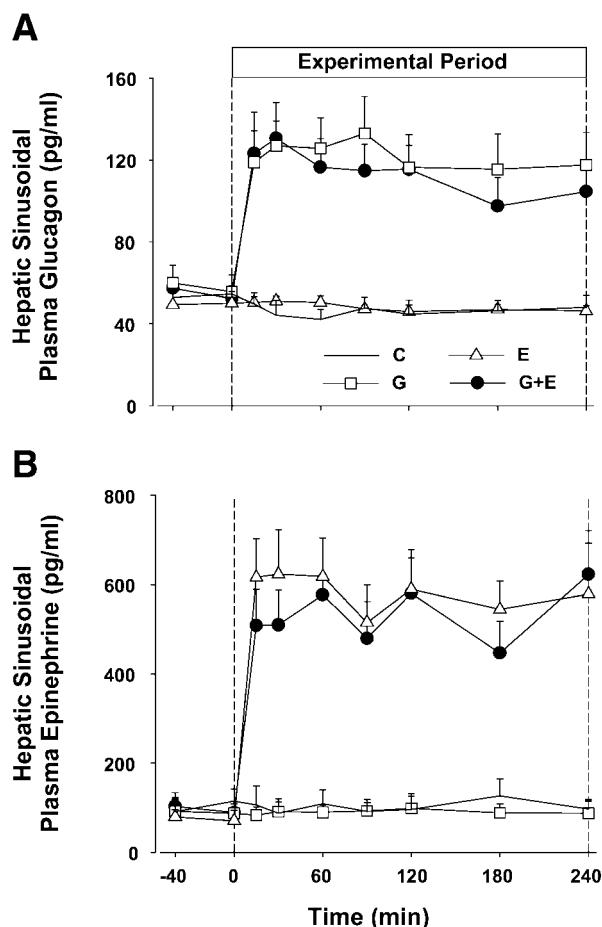 A
Experimental Period
Hepatic Sinusoidal
Plasma Glucagon (pg/ml)
160
120
80
40
0
C
E
G
G+E
B
Hepatic Sinusoidal
Plasma Epinephrine (pg/ml)
800
600
400
200
0
-40
0
60
120
180
240
Time (min)